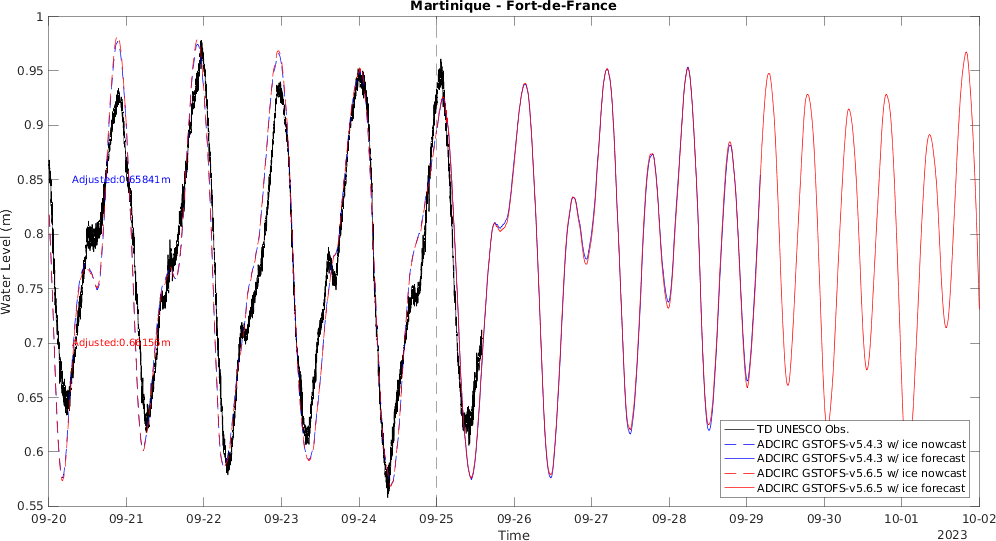 Martinique - Fort-de-France
1
0.95
0.9
0.85
0.8
0.75
0.7
0.65
0.6
0.55
Water Level (m)
Adjusted:0.65841m
TD UNESCO Obs.
ADCIRC GSTOFS-v5.4.3 w/ ice nowcast
ADCIRC GSTOFS-v5.4.3 w/ ice forecast
ADCIRC GSTOFS-v5.6.5 w/ ice nowcast
ADCIRC GSTOFS-v5.6.5 w/ ice forecast
09-20 09-21 09-22 09-23 09-24 09-25 09-26 09-27 09-28 09-29 09-30 10-01 10-02
Time
2023